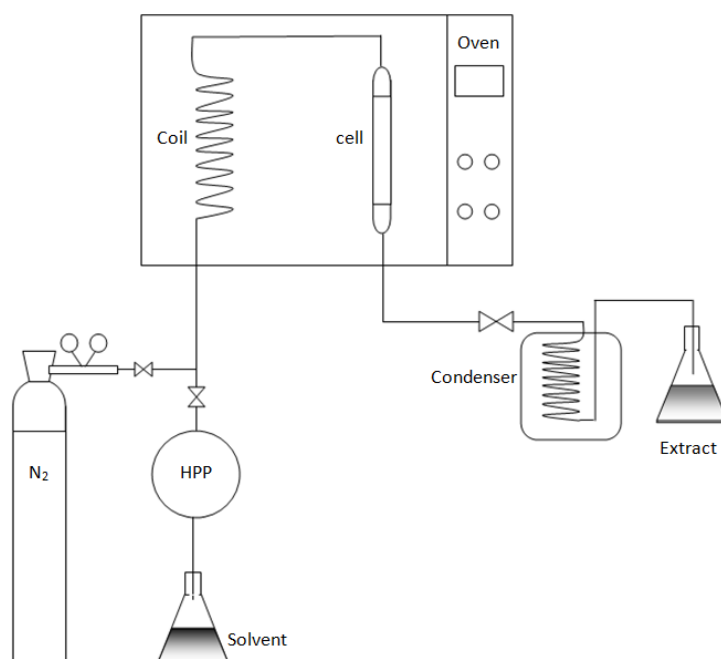 Oven
Coil
cell
Condenser
Extract
N₂
HPP
Solvent